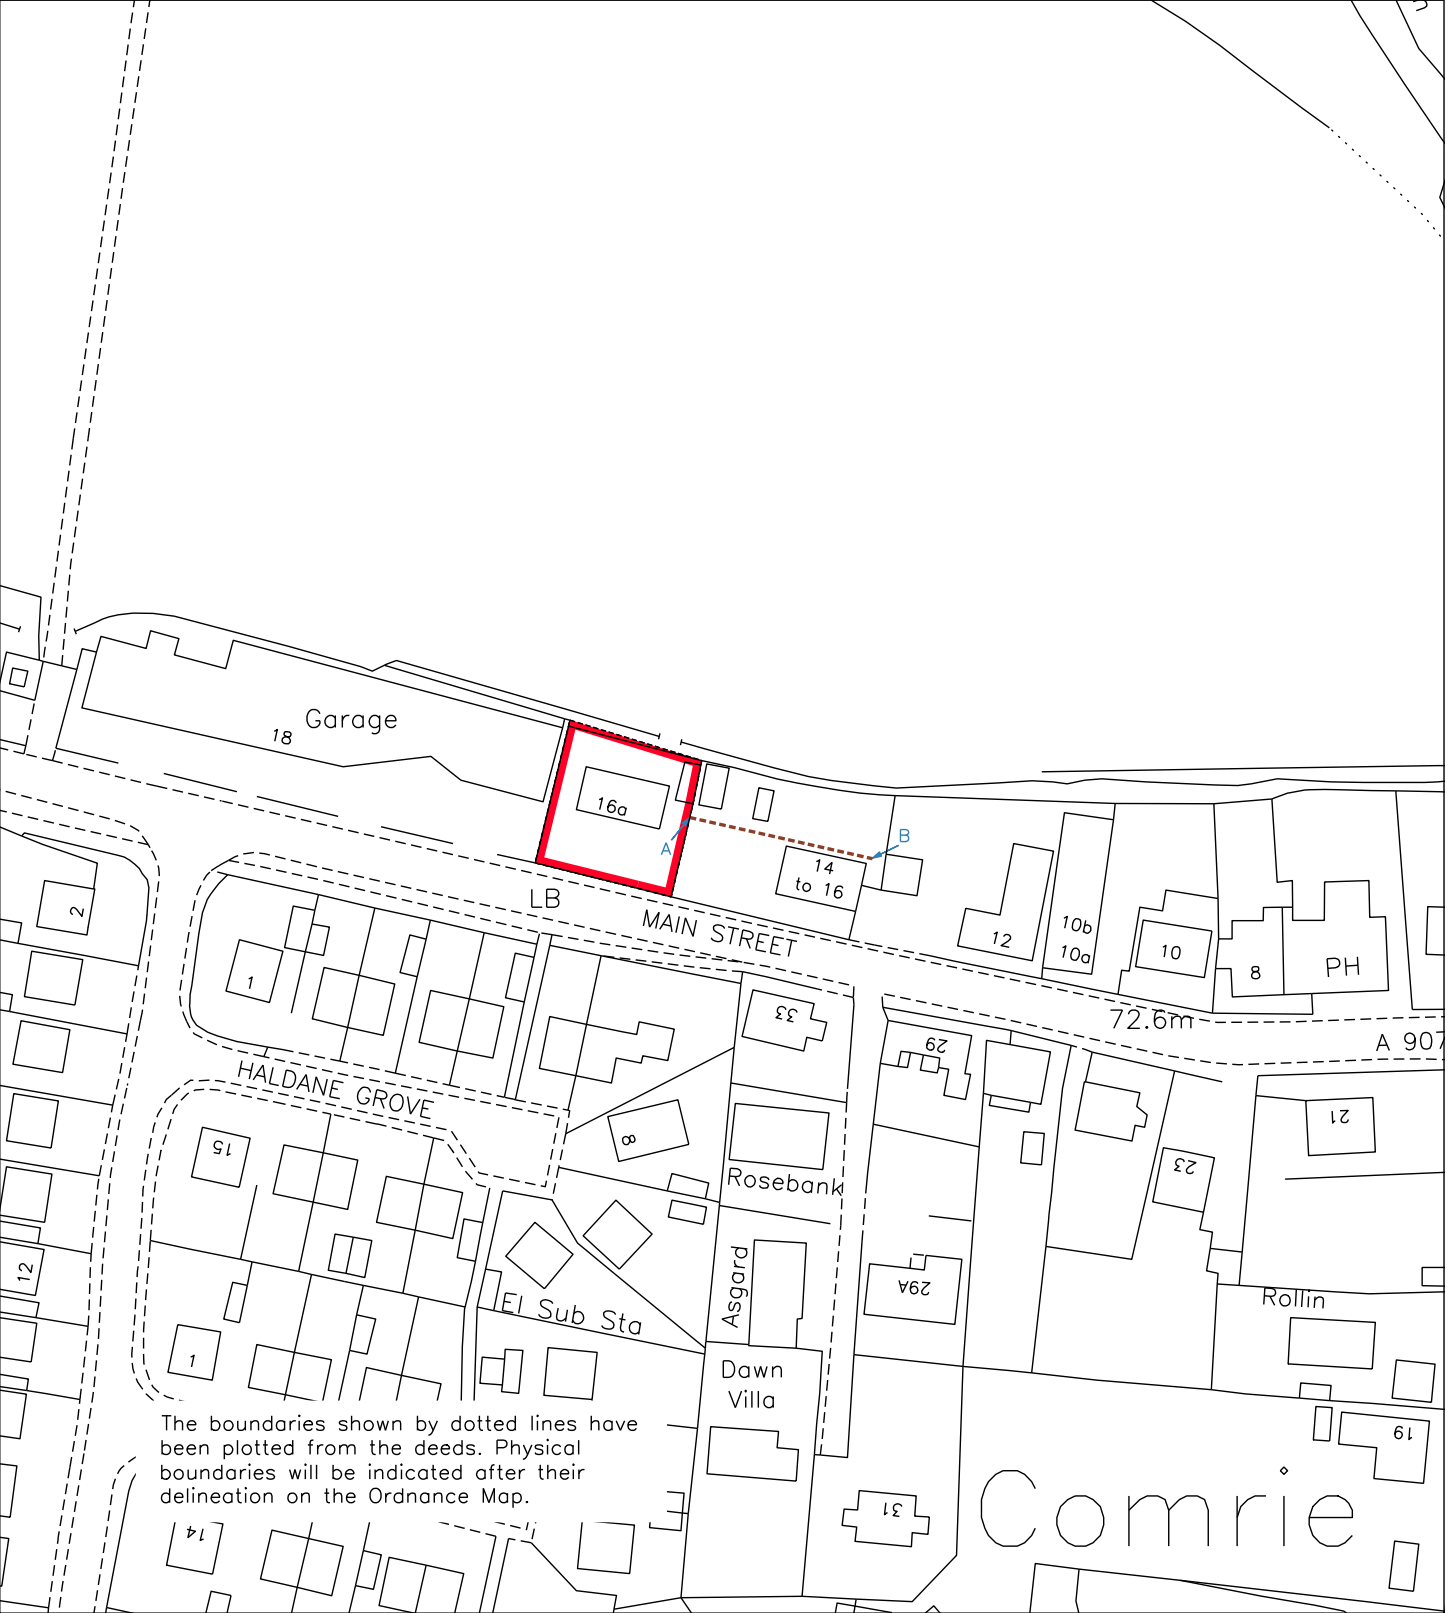 Garage
18
16a
A
B
14
to 16
LB
MAIN STREET
12
10b
10a
10
8
PH
72.6m
A 907
2
1
33
29
HALDANE GROVE
15
8
21
23
Rosebank
Asgard
29A
12
El Sub Sta
Rollin
1
Dawn
Villa
19
The boundaries shown by dotted lines have
been plotted from the deeds. Physical
boundaries will be indicated after their
delineation on the Ordnance Map.
31
Comrie
14